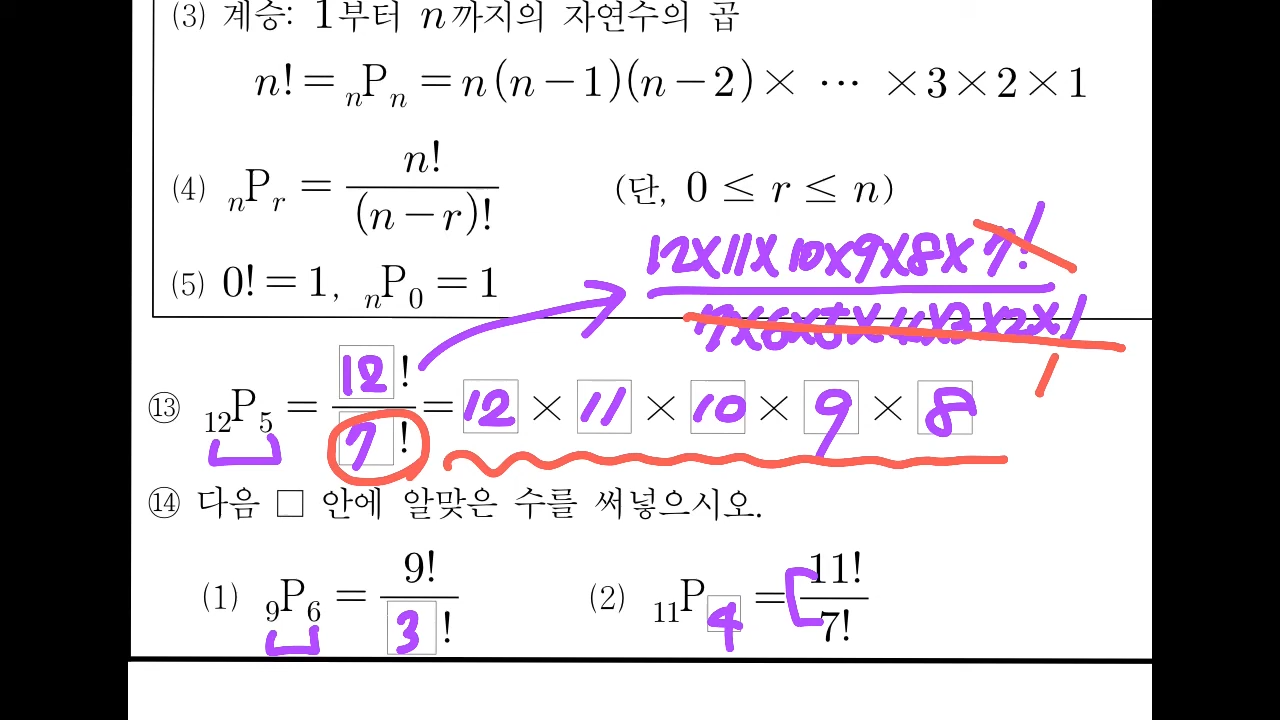 (3) 계승: 1부터 n까지의 자연수의 곱
n! = ₙPₙ = n(n−1)(n−2)× ⋯ ×3×2×1
(4) ₙPᵣ = n!/(n−r)! (단, 0 ≤ r ≤ n)
12×11×10×9×8×7!
(5) 0! = 1, ₙP₀ = 1
7×6×5×4×3×2×1
1
⑬ ₁₂P₅ = 12!/7! = 12 × 11 × 10 × 9 × 8
⑭ 다음 □ 안에 알맞은 수를 써넣으시오.
(1) ₉P₆ = 9!/3! (2) ₁₁P₄ = 11!/7!